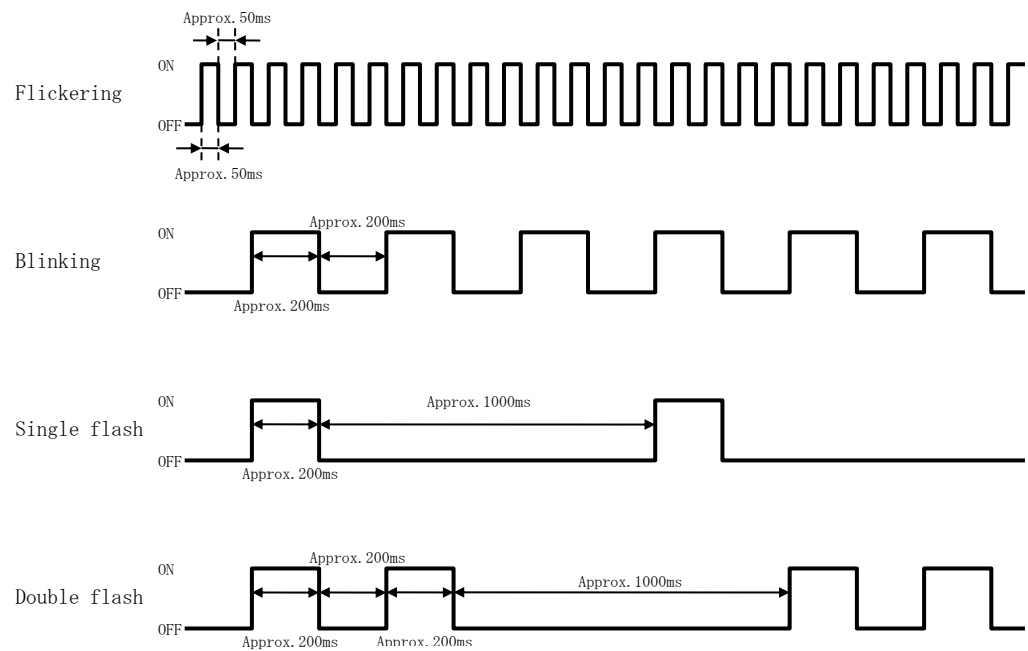 Approx.50ms
ON
Flickering
OFF
Approx.50ms
Approx.200ms
ON
Blinking
OFF
Approx.200ms
ON
Approx.1000ms
Single flash
OFF
Approx.200ms
Approx.200ms
ON
Approx.1000ms
Double flash
OFF
Approx.200ms
Approx.200ms